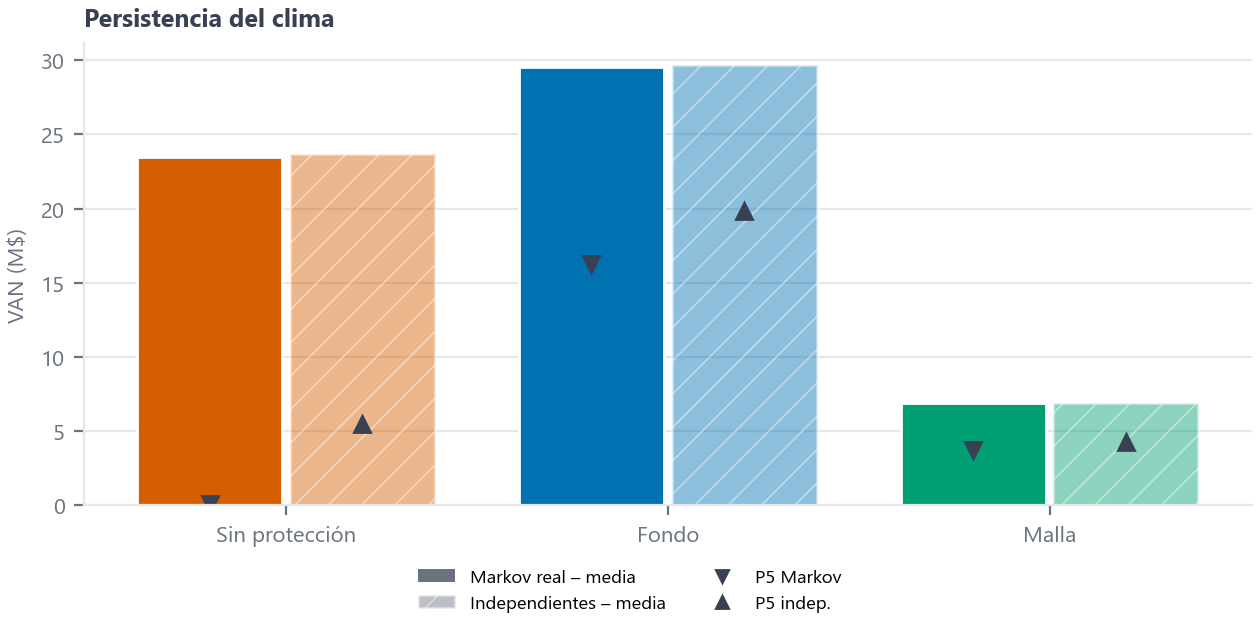 Persistencia del clima
VAN (M$)
30
25
20
15
10
5
0
Sin protección
Fondo
Malla
Markov real – media
Independientes – media
P5 Markov
P5 indep.